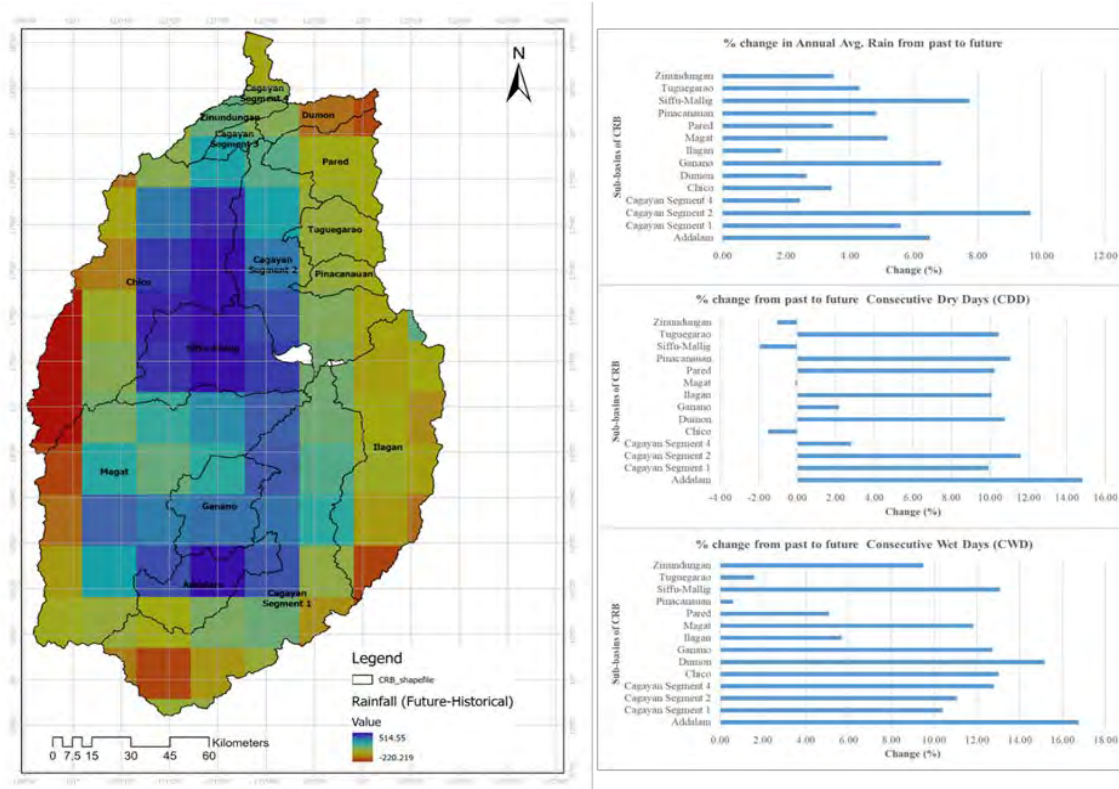 N
Cagayan
Segment 4
Zinundungan
Dumon
Cagayan
Segment 3
Pared
Tuguegarao
Cagayan
Segment 2
Chico
Pinacanauan
Ilagan
Magat
Ganano
Cagayan
Segment 1
Legend
CRB_shapefile
Rainfall (Future-Historical)
Value
514.55
-220.219
Kilometers
0 7.5 15 30 45 60
% change in Annual Avg. Rain from past to future
Sub-basins of CRB
Zinundungan
Tuguegarao
Siffu-Mallig
Pinacanauan
Pared
Magat
Ilagan
Ganano
Dumon
Chico
Cagayan Segment 4
Cagayan Segment 2
Cagayan Segment 1
Addalam
0.00 2.00 4.00 6.00 8.00 10.00 12.00
Change (%)
% change from past to future Consecutive Dry Days (CDD)
Sub-basins of CRB
Zinundungan
Tuguegarao
Siffu-Mallig
Pinacanauan
Pared
Magat
Ilagan
Ganano
Dumon
Chico
Cagayan Segment 4
Cagayan Segment 2
Cagayan Segment 1
Addalam
-4.00 -2.00 0.00 2.00 4.00 6.00 8.00 10.00 12.00 14.00 16.00
Change (%)
% change from past to future Consecutive Wet Days (CWD)
Sub-basins of CRB
Zinundungan
Tuguegarao
Siffu-Mallig
Pinacanauan
Pared
Magat
Ilagan
Ganano
Dumon
Chico
Cagayan Segment 4
Cagayan Segment 2
Cagayan Segment 1
Addalam
0.00 2.00 4.00 6.00 8.00 10.00 12.00 14.00 16.00 18.00
Change (%)